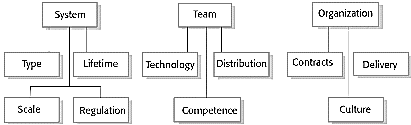 System
Team
Organization
Type
Lifetime
Technology
Distribution
Contracts
Delivery
Scale
Regulation
Competence
Culture